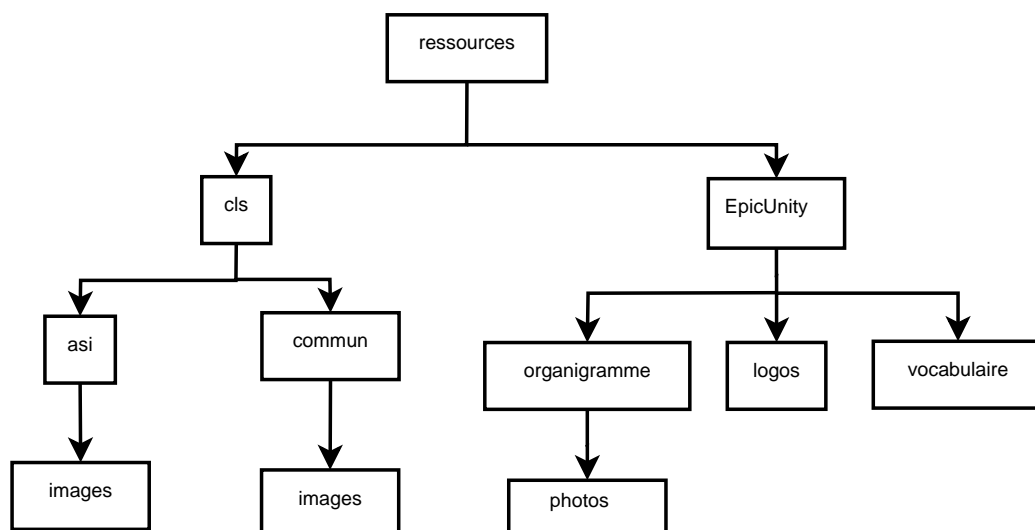 ressources
cls
EpicUnity
asi
commun
organigramme
logos
vocabulaire
images
images
photos